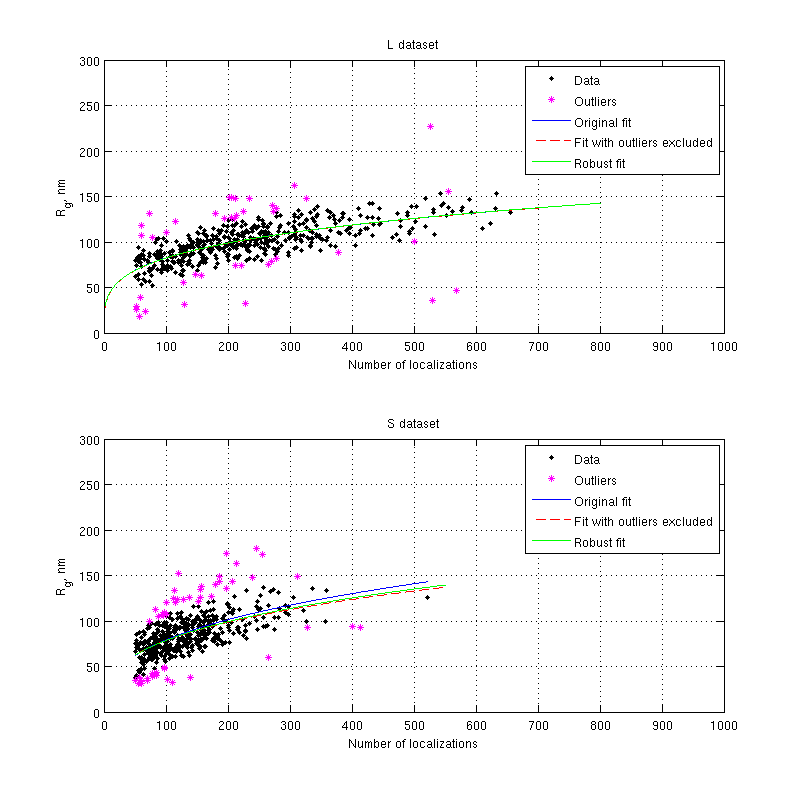 L dataset
300
250
200
150
100
50
0
R_g, nm
Data
Outliers
Original fit
Fit with outliers excluded
Robust fit
0 100 200 300 400 500 600 700 800 900 1000
Number of localizations
S dataset
300
250
200
150
100
50
0
R_g, nm
Data
Outliers
Original fit
Fit with outliers excluded
Robust fit
0 100 200 300 400 500 600 700 800 900 1000
Number of localizations